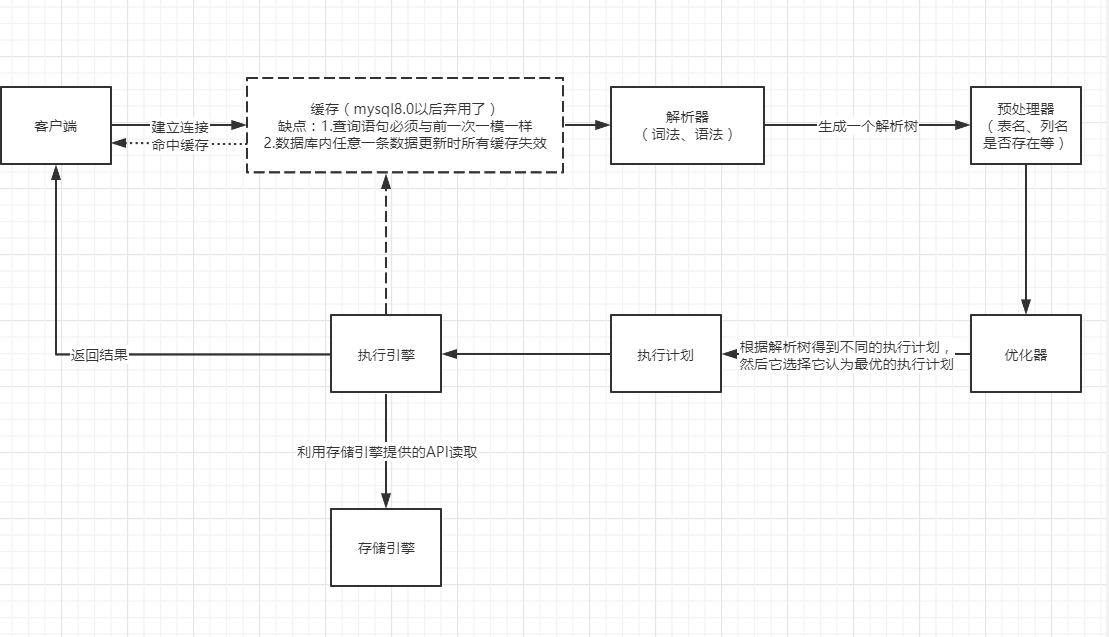 客户端
建立连接
命中缓存
缓存（mysql8.0以后弃用了）
缺点：1.查询语句必须与前一次一模一样
2.数据库内任意一条数据更新时所有缓存失效
解析器
（词法、语法）
生成一个解析树
预处理器
（表名、列名
是否存在等）
返回结果
执行引擎
执行计划
根据解析树得到不同的执行计划，
然后它选择它认为最优的执行计划
优化器
利用存储引擎提供的API读取
存储引擎